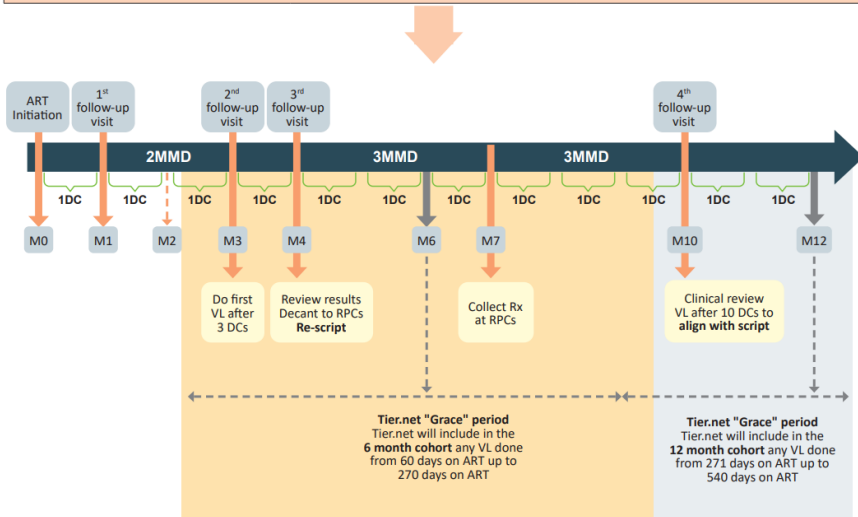 ART
Initiation
1st
follow-up
visit
2nd
follow-up
visit
3rd
follow-up
visit
4th
follow-up
visit
2MMD
3MMD
3MMD
1DC
1DC
1DC
1DC
1DC
1DC
1DC
1DC
1DC
1DC
1DC
1DC
M0
M1
M2
M3
M4
M6
M7
M10
M12
Do first
VL after
3 DCs
Review results
Decant to RPCs
Re-script
Collect Rx
at RPCs
Clinical review
VL after 10 DCs to
align with script
Tier.net "Grace" period
Tier.net will include in the
6 month cohort any VL done
from 60 days on ART up to
270 days on ART
Tier.net "Grace" period
Tier.net will include in the
12 month cohort any VL done
from 271 days on ART up to
540 days on ART